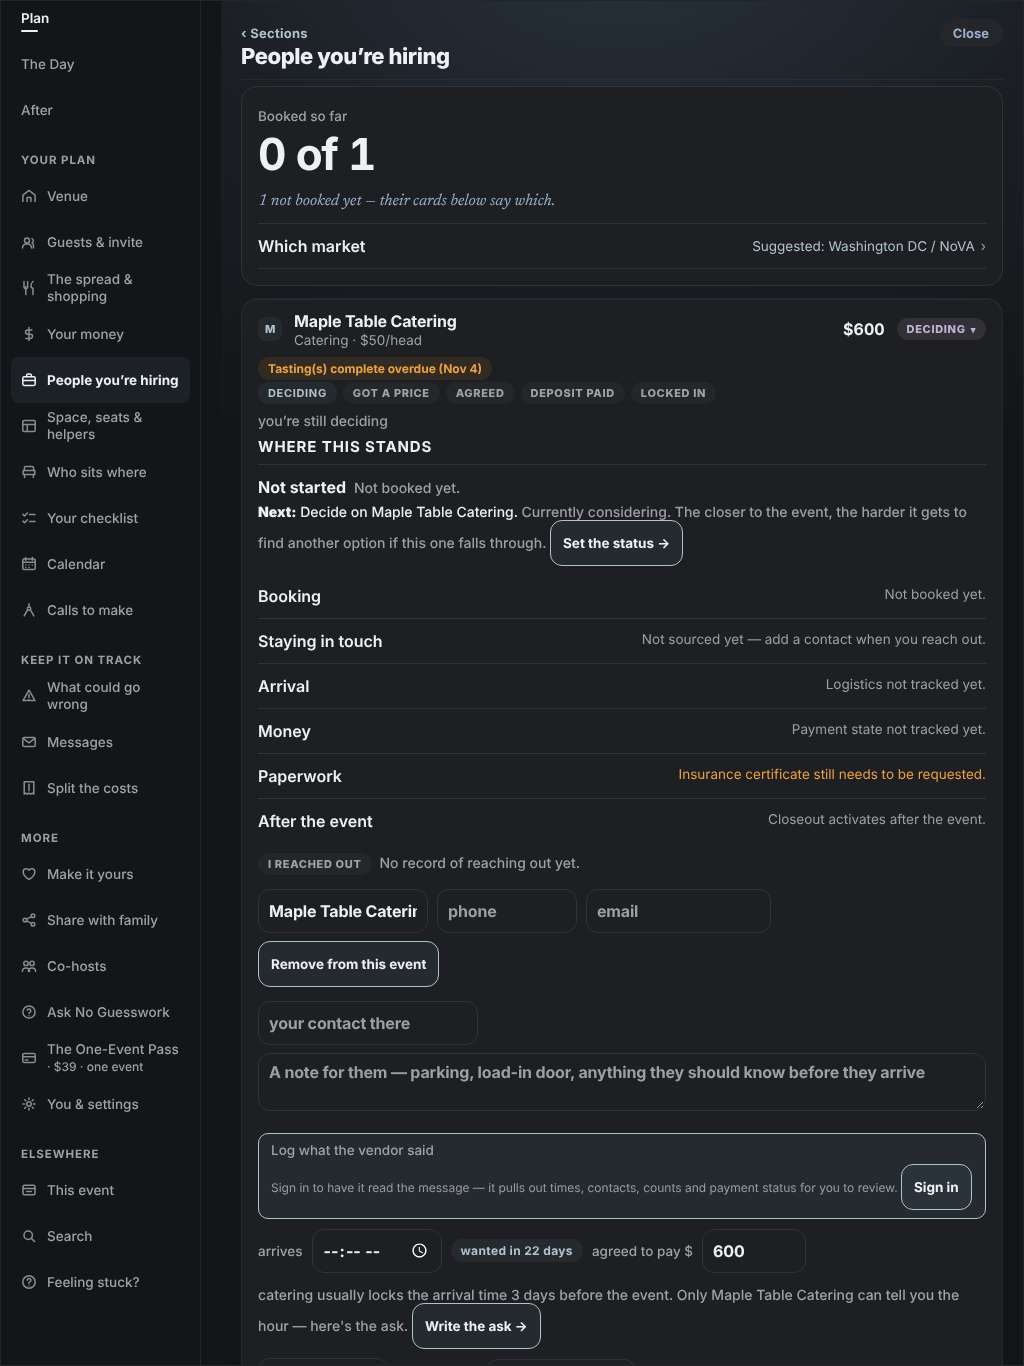 Plan
The Day
After
YOUR PLAN
Venue
Guests & invite
The spread &
shopping
Your money
People you’re hiring
Space, seats &
helpers
Who sits where
Your checklist
Calendar
Calls to make
KEEP IT ON TRACK
What could go
wrong
Messages
Split the costs
MORE
Make it yours
Share with family
Co-hosts
Ask No Guesswork
The One-Event Pass
· $39 · one event
You & settings
ELSEWHERE
This event
Search
Feeling stuck?
‹ Sections
Close
People you’re hiring
Booked so far
0 of 1
1 not booked yet – their cards below say which.
Which market
Suggested: Washington DC / NoVA ›
M
Maple Table Catering
Catering · $50/head
$600
DECIDING ▾
Tasting(s) complete overdue (Nov 4)
DECIDING GOT A PRICE AGREED DEPOSIT PAID LOCKED IN
you’re still deciding
WHERE THIS STANDS
Not started Not booked yet.
Next: Decide on Maple Table Catering. Currently considering. The closer to the event, the harder it gets to
find another option if this one falls through. Set the status →
Booking Not booked yet.
Staying in touch Not sourced yet — add a contact when you reach out.
Arrival Logistics not tracked yet.
Money Payment state not tracked yet.
Paperwork Insurance certificate still needs to be requested.
After the event Closeout activates after the event.
I REACHED OUT No record of reaching out yet.
Maple Table Caterin phone email
Remove from this event
your contact there
A note for them — parking, load-in door, anything they should know before they arrive
Log what the vendor said
Sign in to have it read the message — it pulls out times, contacts, counts and payment status for you to review. Sign in
arrives --:-- -- wanted in 22 days agreed to pay $ 600
catering usually locks the arrival time 3 days before the event. Only Maple Table Catering can tell you the
hour — here's the ask. Write the ask →